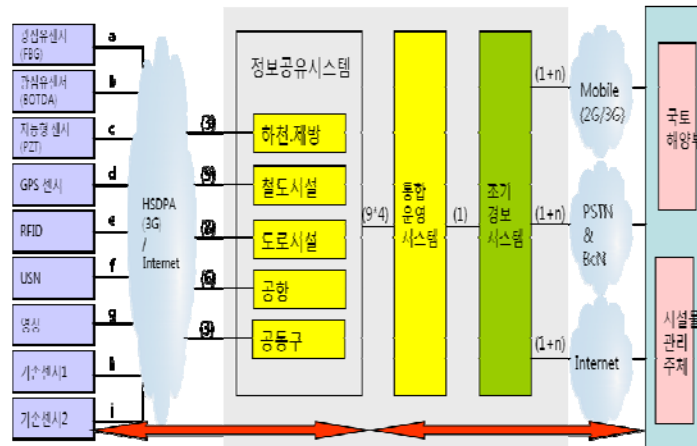 광섬유센서
(FBG)
a
광섬유센서
(BOTDA)
b
지능형 센서
(PZT)
c
GPS 센서
d
RFID
e
USN
f
영상
g
기존센서1
h
기존센서2
i
HSDPA
(3G)
/
Internet
(3)
(6)
(3)
정보공유시스템
하천.제방
철도시설
도로시설
공항
공동구
(9*4)
통합
운영
시스템
(1)
조기
경보
시스템
(1+n)
(1+n)
(1+n)
Mobile
(2G/3G)
PSTN
&
BcN
Internet
국토
해양부
시설물
관리
주체